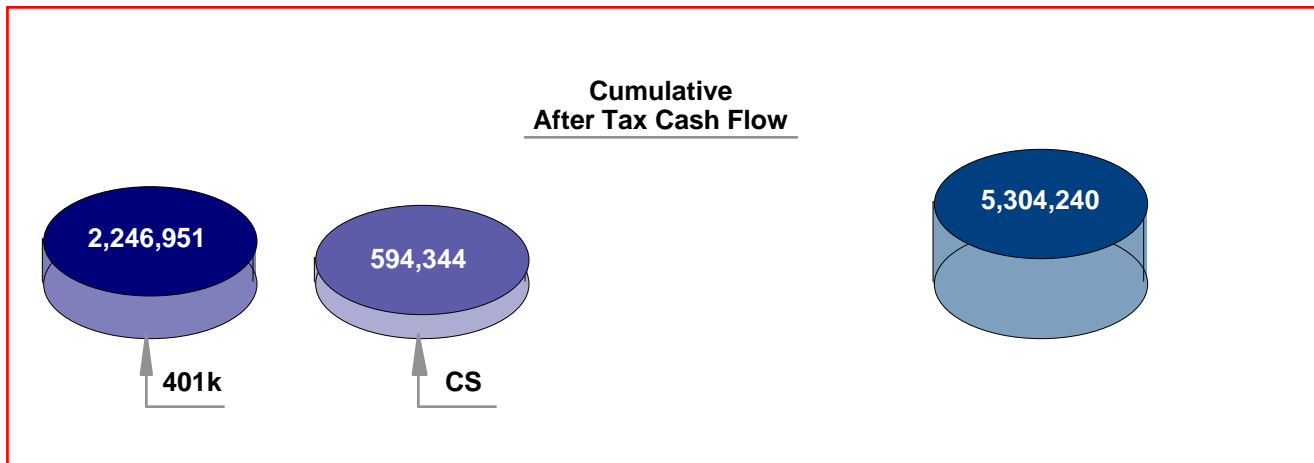 Cumulative
After Tax Cash Flow
2,246,951
594,344
5,304,240
401k
CS